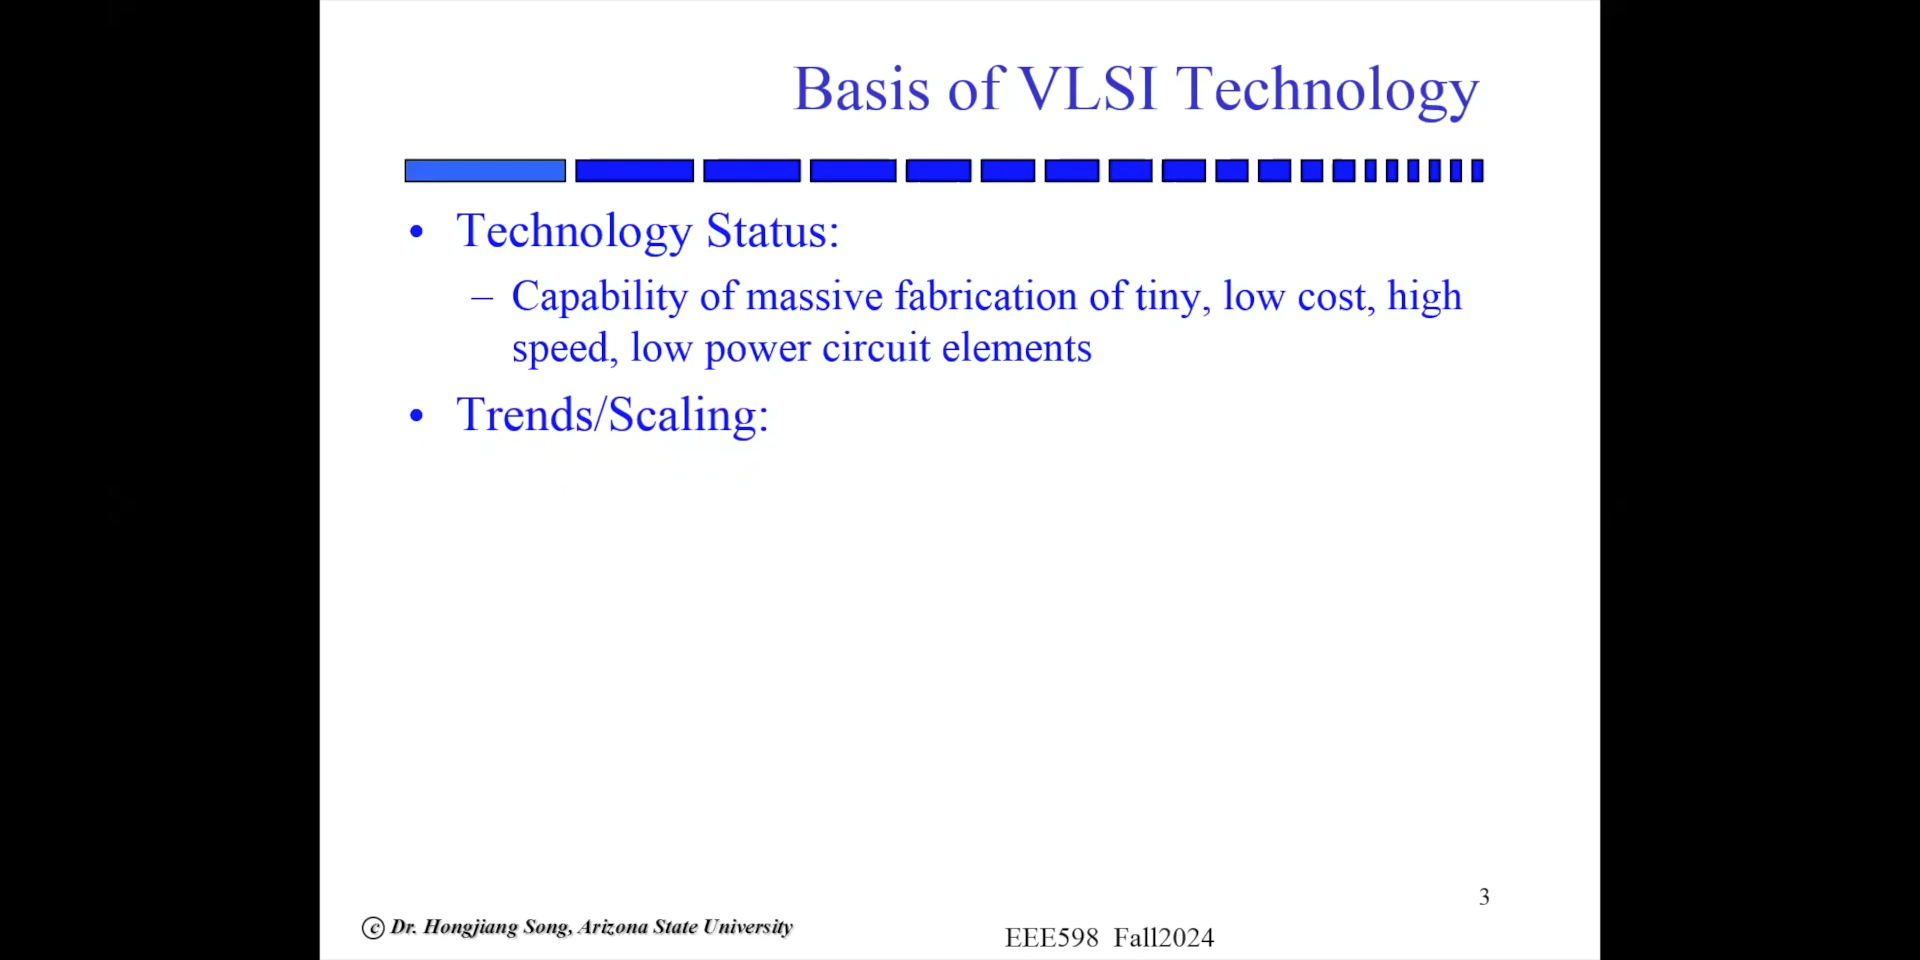 Basis of VLSI Technology
• Technology Status:
– Capability of massive fabrication of tiny, low cost, high
speed, low power circuit elements
• Trends/Scaling:
3
© Dr. Hongjiang Song, Arizona State University
EEE598 Fall2024